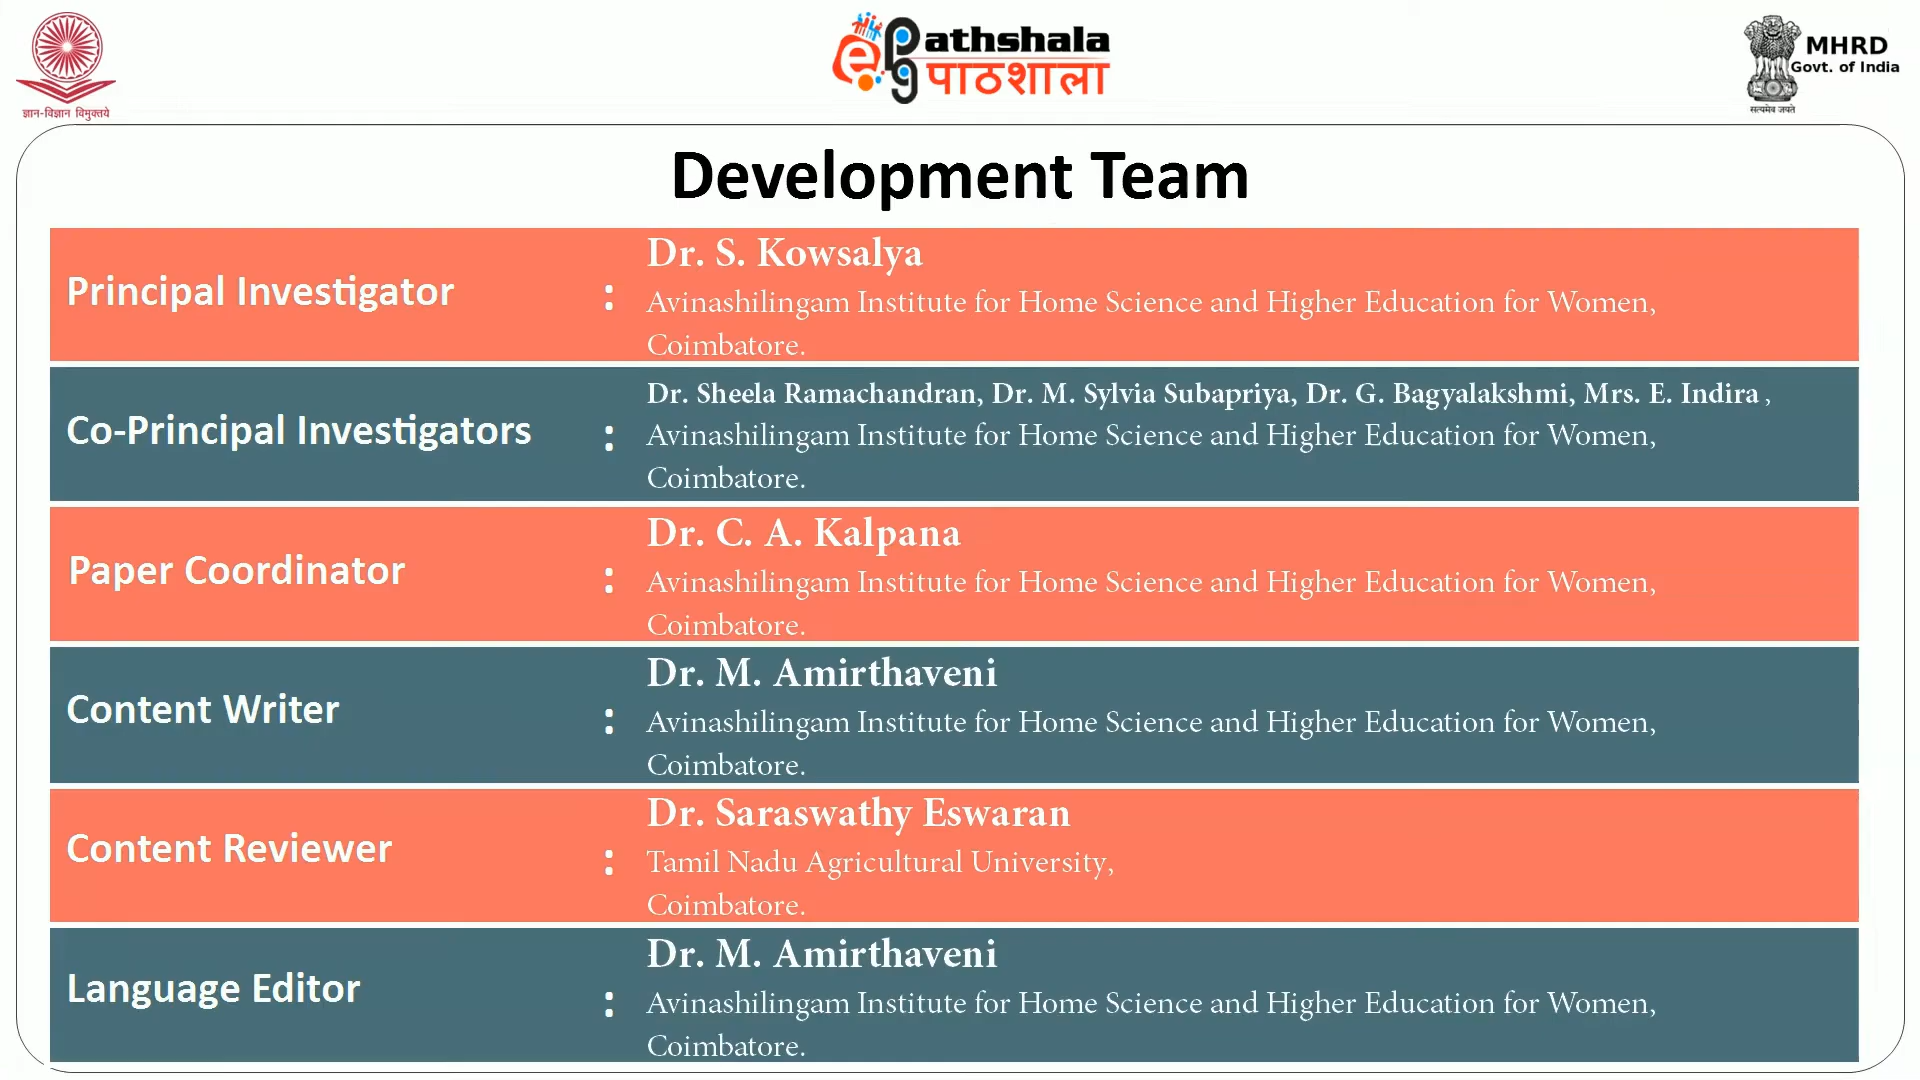 ज्ञान-विज्ञान विमुक्तये
e Pg athshala
पाठशाला
MHRD
Govt. of India
सत्यमेव जयते
Development Team
Principal Investigator :
Dr. S. Kowsalya
Avinashilingam Institute for Home Science and Higher Education for Women,
Coimbatore.
Co-Principal Investigators :
Dr. Sheela Ramachandran, Dr. M. Sylvia Subapriya, Dr. G. Bagyalakshmi, Mrs. E. Indira ,
Avinashilingam Institute for Home Science and Higher Education for Women,
Coimbatore.
Paper Coordinator :
Dr. C. A. Kalpana
Avinashilingam Institute for Home Science and Higher Education for Women,
Coimbatore.
Content Writer :
Dr. M. Amirthaveni
Avinashilingam Institute for Home Science and Higher Education for Women,
Coimbatore.
Content Reviewer :
Dr. Saraswathy Eswaran
Tamil Nadu Agricultural University,
Coimbatore.
Language Editor :
Dr. M. Amirthaveni
Avinashilingam Institute for Home Science and Higher Education for Women,
Coimbatore.